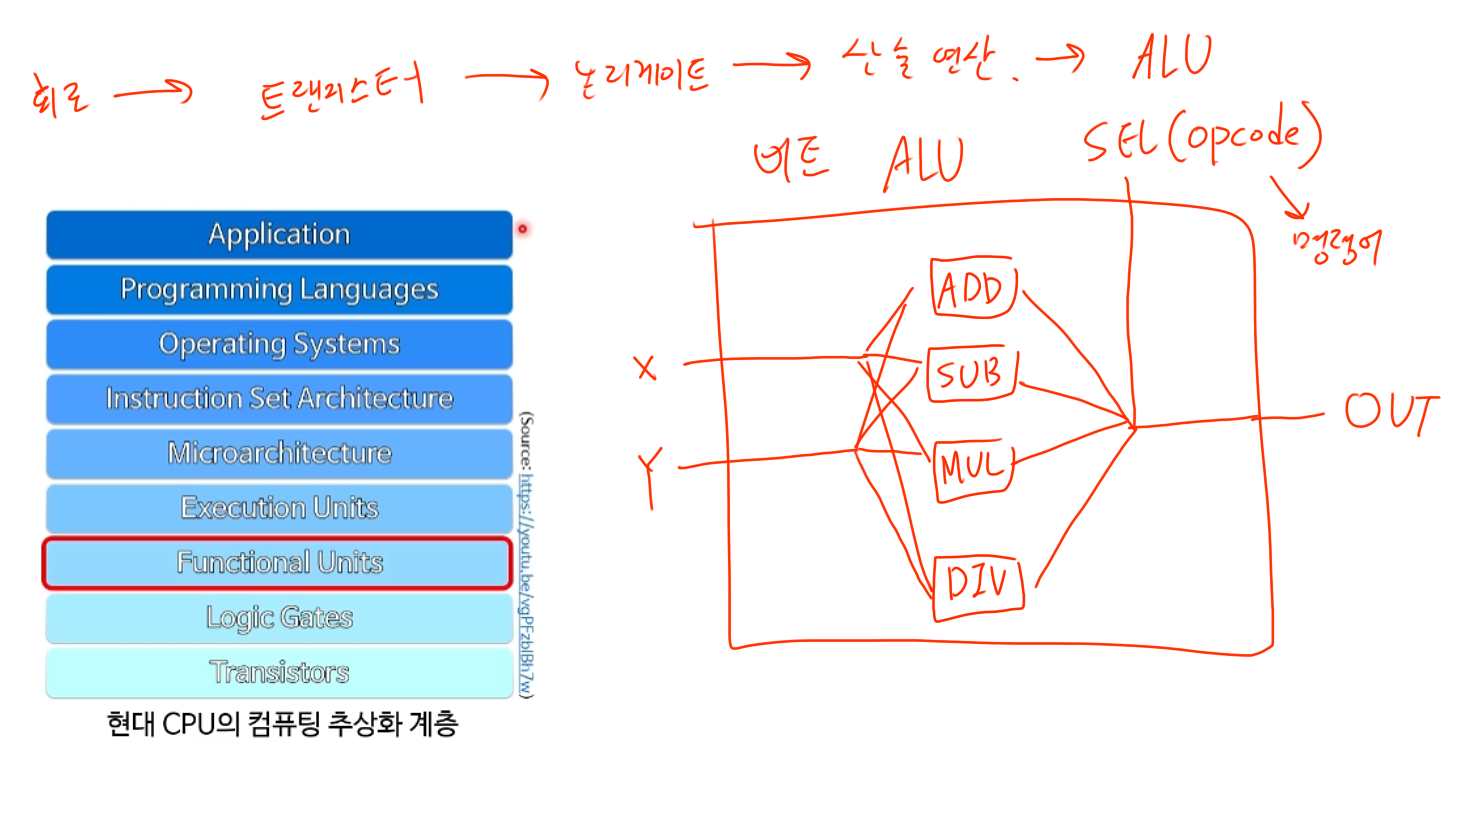 회로 → 트랜지스터 → 논리게이트 → 산술 연산. → ALU
비트 ALU
SEL(opcode)
명령어
Application
Programming Languages
Operating Systems
Instruction Set Architecture
Microarchitecture
Execution Units
Functional Units
Logic Gates
Transistors
(Source: https://youtu.be/vgPFzblBh7w)
현대 CPU의 컴퓨팅 추상화 계층
X
Y
ADD
SUB
MUL
DIV
OUT